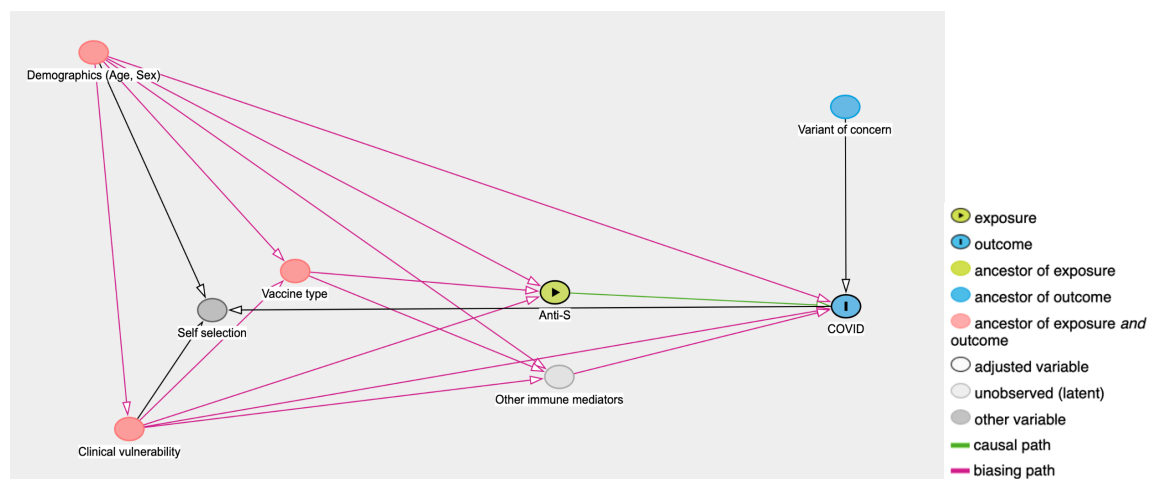 Demographics (Age, Sex)
Variant of concern
Vaccine type
Anti-S
Self selection
COVID
Other immune mediators
Clinical vulnerability
exposure
outcome
ancestor of exposure
ancestor of outcome
ancestor of exposure and
outcome
adjusted variable
unobserved (latent)
other variable
causal path
biasing path